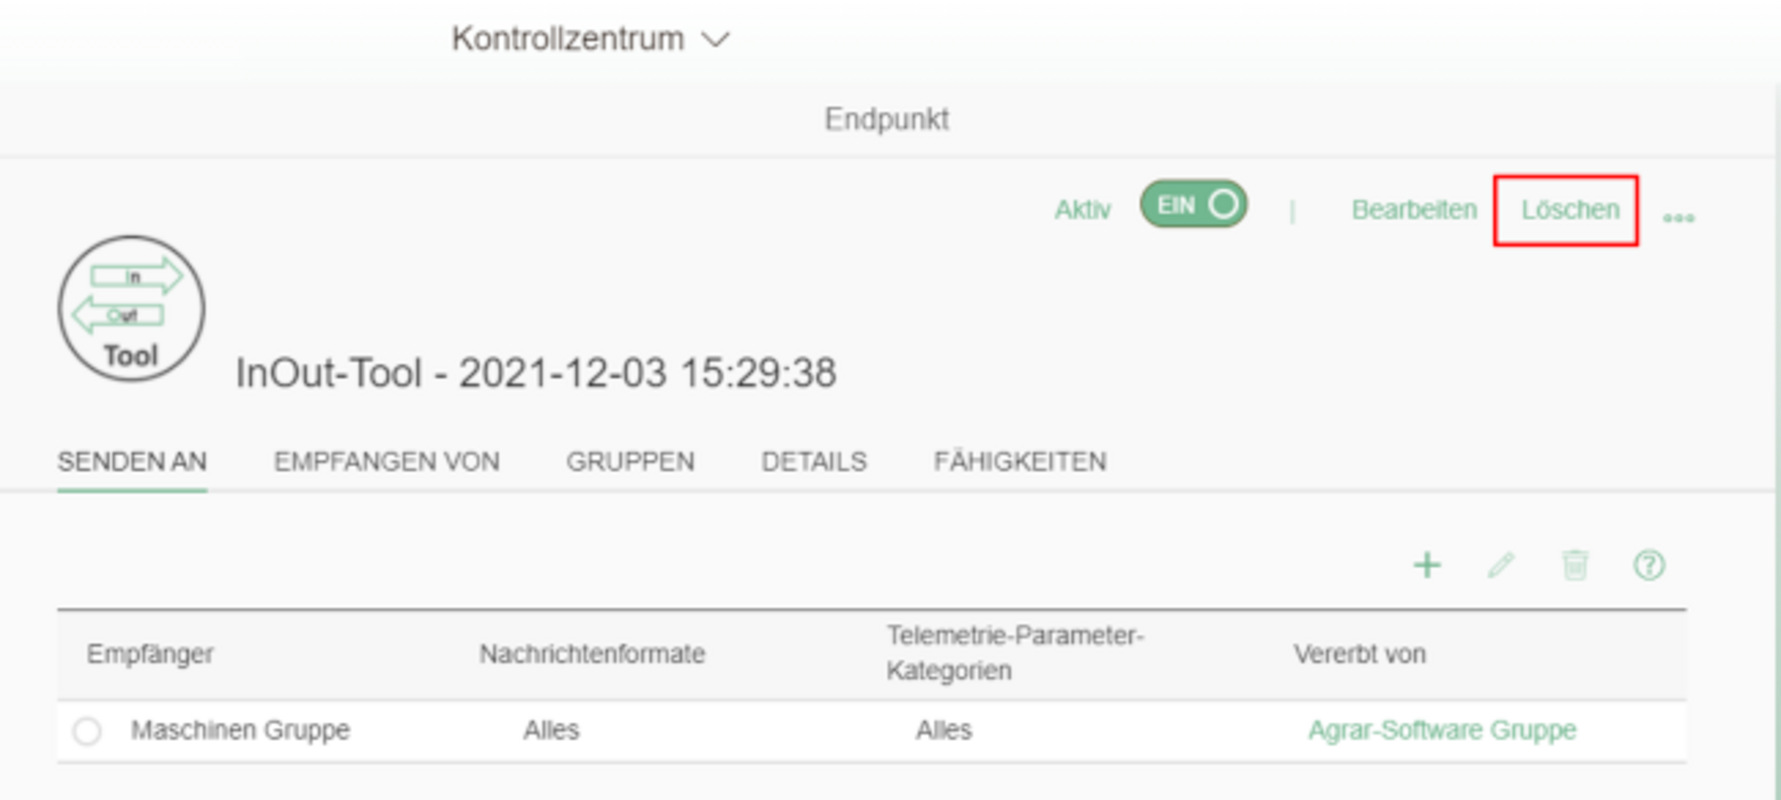 Kontrollzentrum
Endpunkt
Aktiv EIN | Bearbeiten Löschen
In
Out
Tool
InOut-Tool - 2021-12-03 15:29:38
SENDEN AN EMPFANGEN VON GRUPPEN DETAILS FÄHIGKEITEN
Empfänger Nachrichtenformate Telemetrie-Parameter-
Kategorien Vererbt von
Maschinen Gruppe Alles Alles Agrar-Software Gruppe